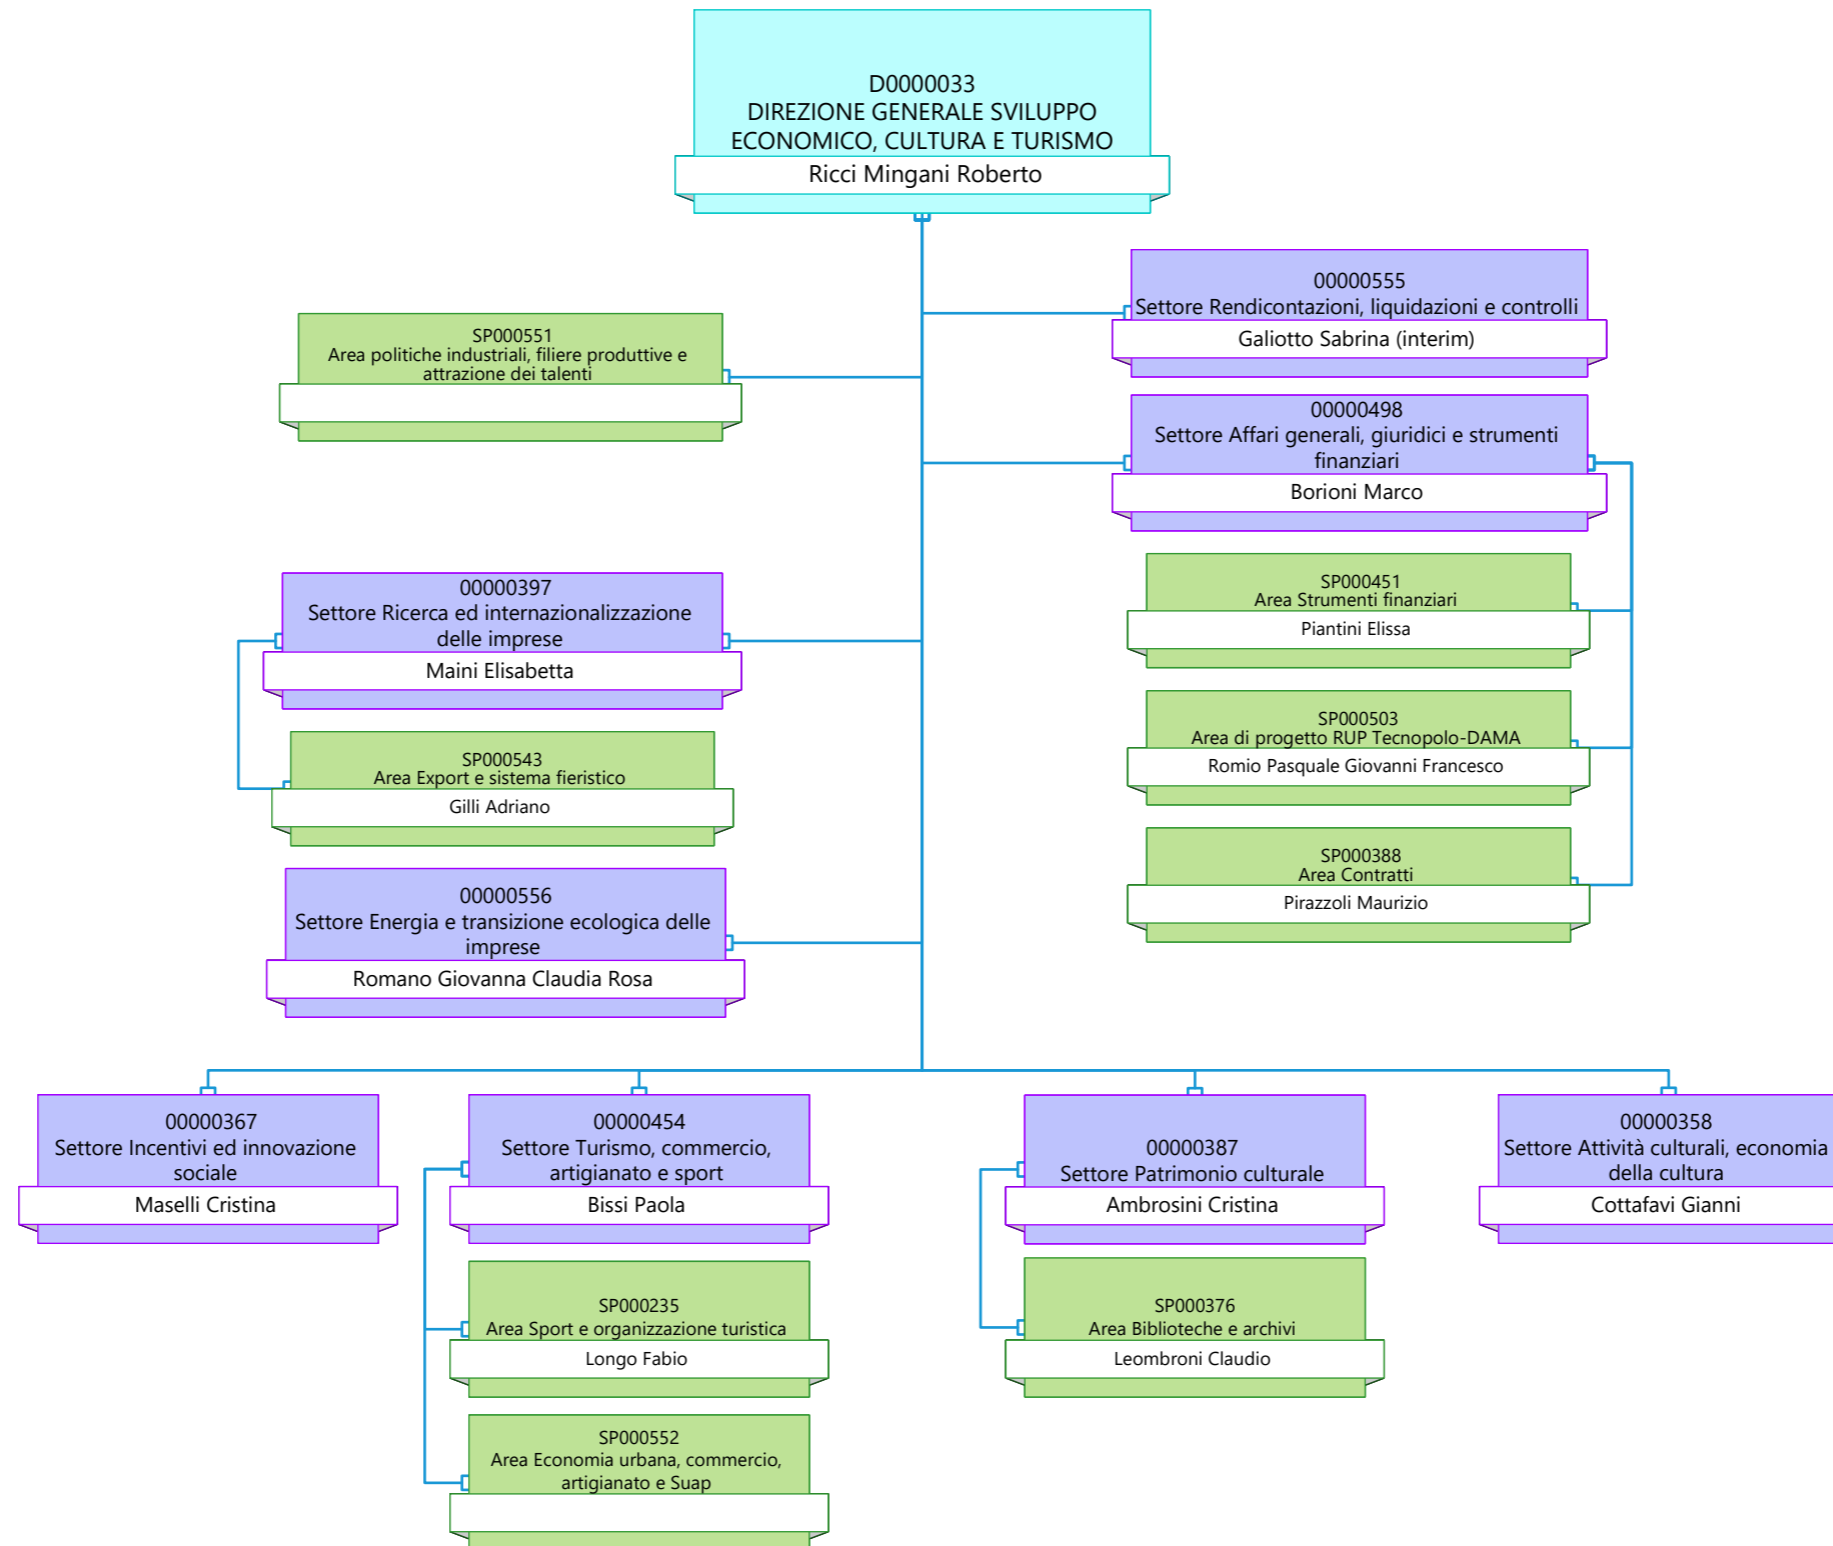 D0000033
DIREZIONE GENERALE SVILUPPO
ECONOMICO, CULTURA E TURISMO
Ricci Mingani Roberto
00000555
Settore Rendicontazioni, liquidazioni e controlli
Galiotto Sabrina (interim)
SP000551
Area politiche industriali, filiere produttive e
attrazione dei talenti
00000498
Settore Affari generali, giuridici e strumenti
finanziari
Borioni Marco
SP000451
Area Strumenti finanziari
Piantini Elissa
SP000503
Area di progetto RUP Tecnopolo-DAMA
Romio Pasquale Giovanni Francesco
SP000388
Area Contratti
Pirazzoli Maurizio
00000397
Settore Ricerca ed internazionalizzazione
delle imprese
Maini Elisabetta
SP000543
Area Export e sistema fieristico
Gilli Adriano
00000556
Settore Energia e transizione ecologica delle
imprese
Romano Giovanna Claudia Rosa
00000367
Settore Incentivi ed innovazione
sociale
Maselli Cristina
00000454
Settore Turismo, commercio,
artigianato e sport
Bissi Paola
SP000235
Area Sport e organizzazione turistica
Longo Fabio
SP000552
Area Economia urbana, commercio,
artigianato e Suap
00000387
Settore Patrimonio culturale
Ambrosini Cristina
SP000376
Area Biblioteche e archivi
Leombroni Claudio
00000358
Settore Attività culturali, economia
della cultura
Cottafavi Gianni